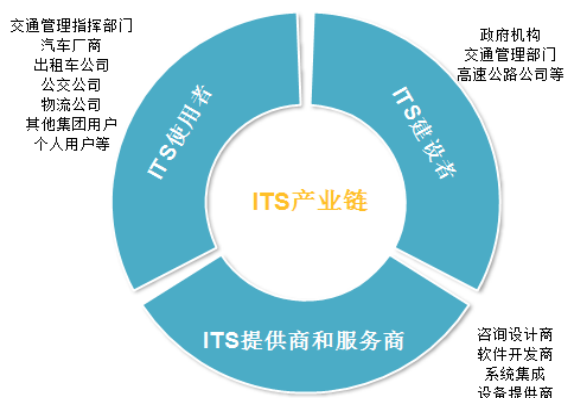 交通管理指挥部门
汽车厂商
出租车公司
公交公司
物流公司
其他集团用户
个人用户等
政府机构
交通管理部门
高速公路公司等
ITS使用者
ITS建设者
ITS产业链
ITS提供商和服务商
咨询设计商
软件开发商
系统集成
设备提供商